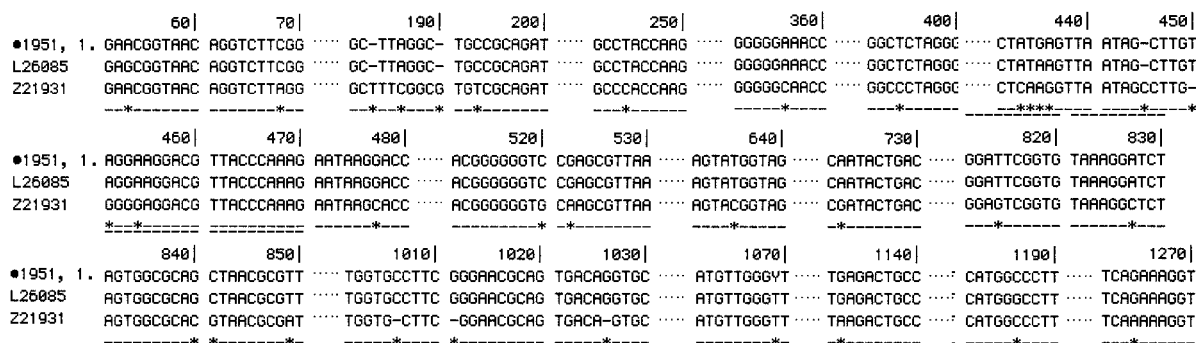 60| 70| 190| 200| 250| 360| 400| 440| 450|
●1951, 1. GAACGGTAAC AGGTCTTCGG ····· GC-TTAGGC- TGCCGCAGAT ····· GCCTACCAAG ····· GGGGGAAACC ····· GGCTCTAGGG ····· CTATGAGTTA ATAG-CTTGT
L26085 GAGCGGTAAC AGGTCTTCGG ····· GC-TTAGGC- TGCCGCAGAT ····· GCCTACCAAG ····· GGGGGAAACC ····· GGCTCTAGGG ····· CTATAAGTTA ATAG-CTTGT
Z21931 GAACGGTAAC AGGTCTTAGG ····· GCTTTCGGCG TGTCGCAGAT ····· GCCCACCAAG ····· GGGGGCAACC ····· GGCCCTAGGG ····· CTCAAGGTTA ATAGCCTTG-
--*------- -------*-- --*--*---* --*------- ---*------ -----*---- ---*------ --****---- ----*----*
460| 470| 480| 520| 530| 640| 730| 820| 830|
●1951, 1. AGGAAGGACG TTACCCAAAG AATAAGGACC ····· ACGGGGGGTC CGAGCGTTAA ····· AGTATGGTAG ····· CAATACTGAC ····· GGATTCGGTG TAAAGGATCT
L26085 AGGAAGGACG TTACCCAAAG AATAAGGACC ····· ACGGGGGGTC CGAGCGTTAA ····· AGTATGGTAG ····· CAATACTGAC ····· GGATTCGGTG TAAAGGATCT
Z21931 GGGGAGGACG TTACCCAAAG AATAAGCACC ····· ACGGGGGGTG CAAGCGTTAA ····· AGTACGGTAG ····· CGATACTGAC ····· GGAGTCGGTG TAAAGGCTCT
*--*------ ---------- ------*--- ---------* -*-------- ----*----- -*-------- ---*------ ------*---
840| 850| 1010| 1020| 1030| 1070| 1140| 1190| 1270|
●1951, 1. AGTGGCGCAG CTAACGCGTT ····· TGGTGCCTTC GGGAACGCAG TGACAGGTGC ····· ATGTTGGGYT ····· TGAGACTGCC ····· CATGGCCCTT ····· TCAGAAAGGT
L26085 AGTGGCGCAG CTAACGCGTT ····· TGGTGCCTTC GGGAACGCAG TGACAGGTGC ····· ATGTTGGGTT ····· TGAGACTGCC ····· CATGGGCCTT ····· TCAGAAAGGT
Z21931 AGTGGCGCAC GTAACGCGAT ····· TGGTG-CTTC -GGAACGCAG TGACA-GTGC ····· ATGTTGGGTT ····· TAAGACTGCC ····· CATGGCCCTT ····· TCAAAAAGGT
---------* *-------*- -----*---- *--------- -----*---- --------*- -*-------- -----*---- ---*------